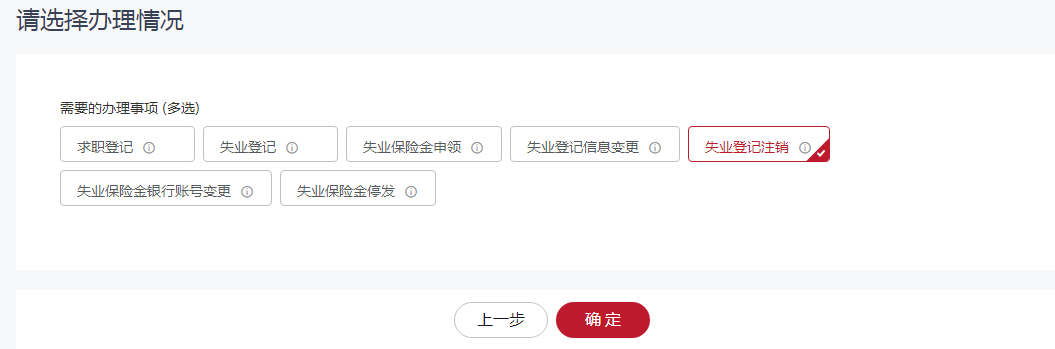 请选择办理情况
需要的办理事项 (多选)
求职登记 失业登记 失业保险金申领 失业登记信息变更 失业登记注销
失业保险金银行账号变更 失业保险金停发
上一步 确 定